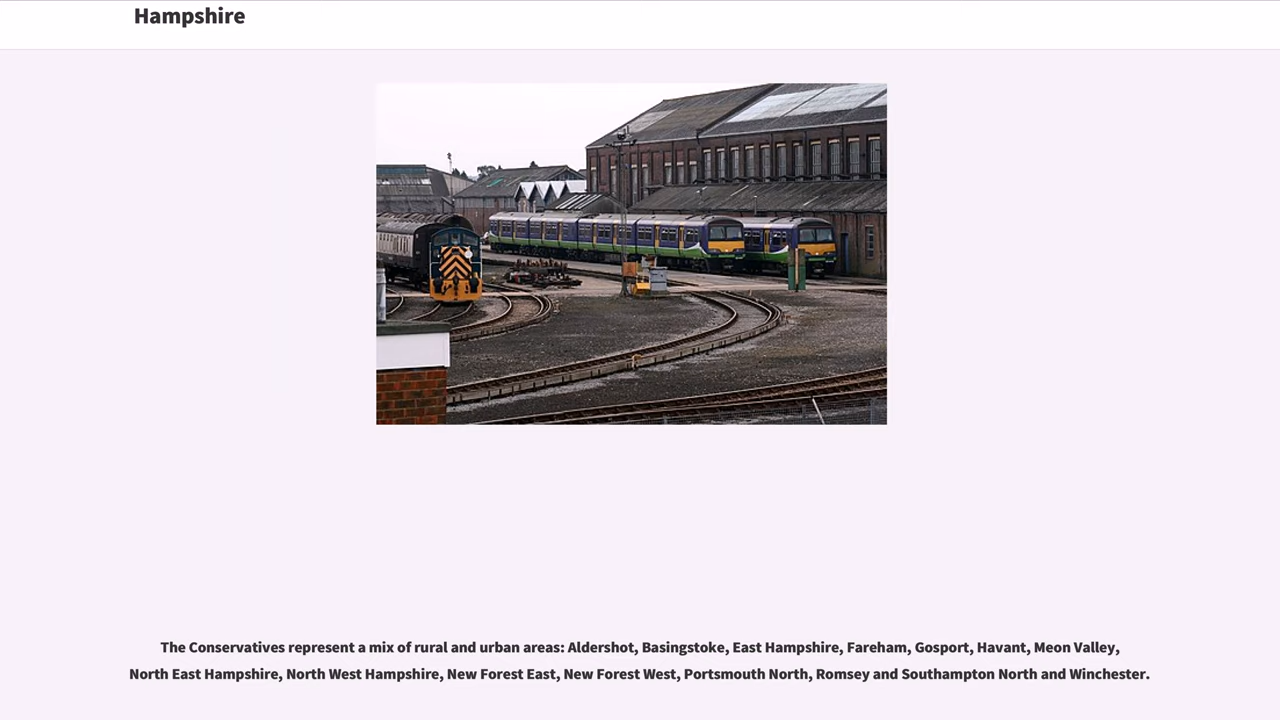 Hampshire
The Conservatives represent a mix of rural and urban areas: Aldershot, Basingstoke, East Hampshire, Fareham, Gosport, Havant, Meon Valley,
North East Hampshire, North West Hampshire, New Forest East, New Forest West, Portsmouth North, Romsey and Southampton North and Winchester.